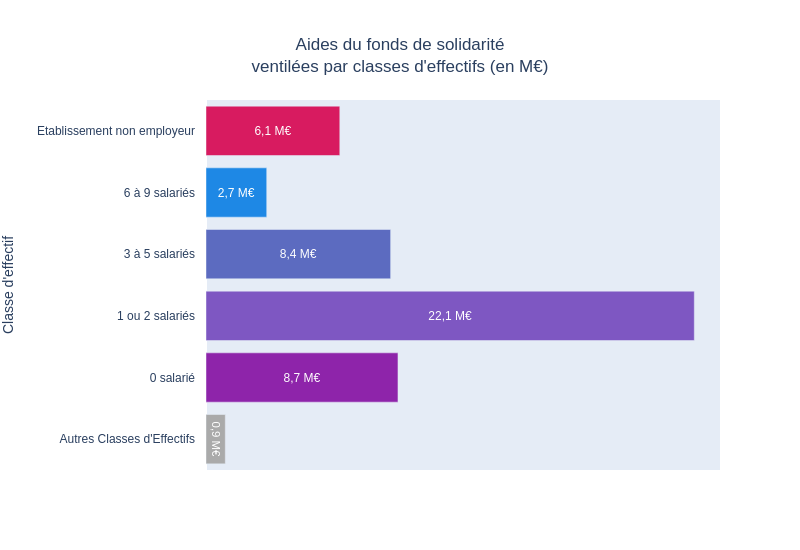 Aides du fonds de solidarité
ventilées par classes d'effectifs (en M€)
Classe d'effectif
Etablissement non employeur
6,1 M€
6 à 9 salariés
2,7 M€
3 à 5 salariés
8,4 M€
1 ou 2 salariés
22,1 M€
0 salarié
8,7 M€
Autres Classes d'Effectifs
0,9 M€